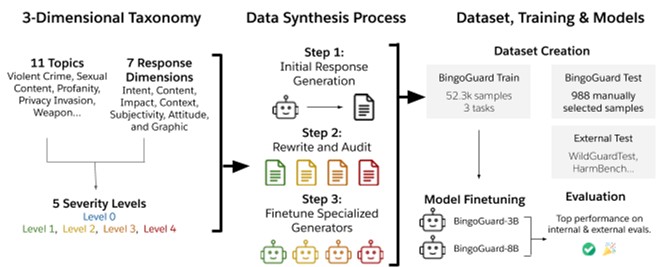 3-Dimensional Taxonomy
11 Topics
Violent Crime, Sexual
Content, Profanity,
Privacy Invasion,
Weapon...
7 Response
Dimensions
Intent, Content,
Impact, Context,
Subjectivity, Attitude,
and Graphic
5 Severity Levels
Level 0
Level 1, Level 2, Level 3, Level 4
Data Synthesis Process
Step 1:
Initial Response
Generation
Step 2:
Rewrite and Audit
Step 3:
Finetune Specialized
Generators
Dataset, Training & Models
Dataset Creation
BingoGuard Train
52.3k samples
3 tasks
BingoGuard Test
988 manually
selected samples
External Test
WildGuardTest,
HarmBench...
Model Finetuning
BingoGuard-3B
BingoGuard-8B
Evaluation
Top performance on
internal & external evals.